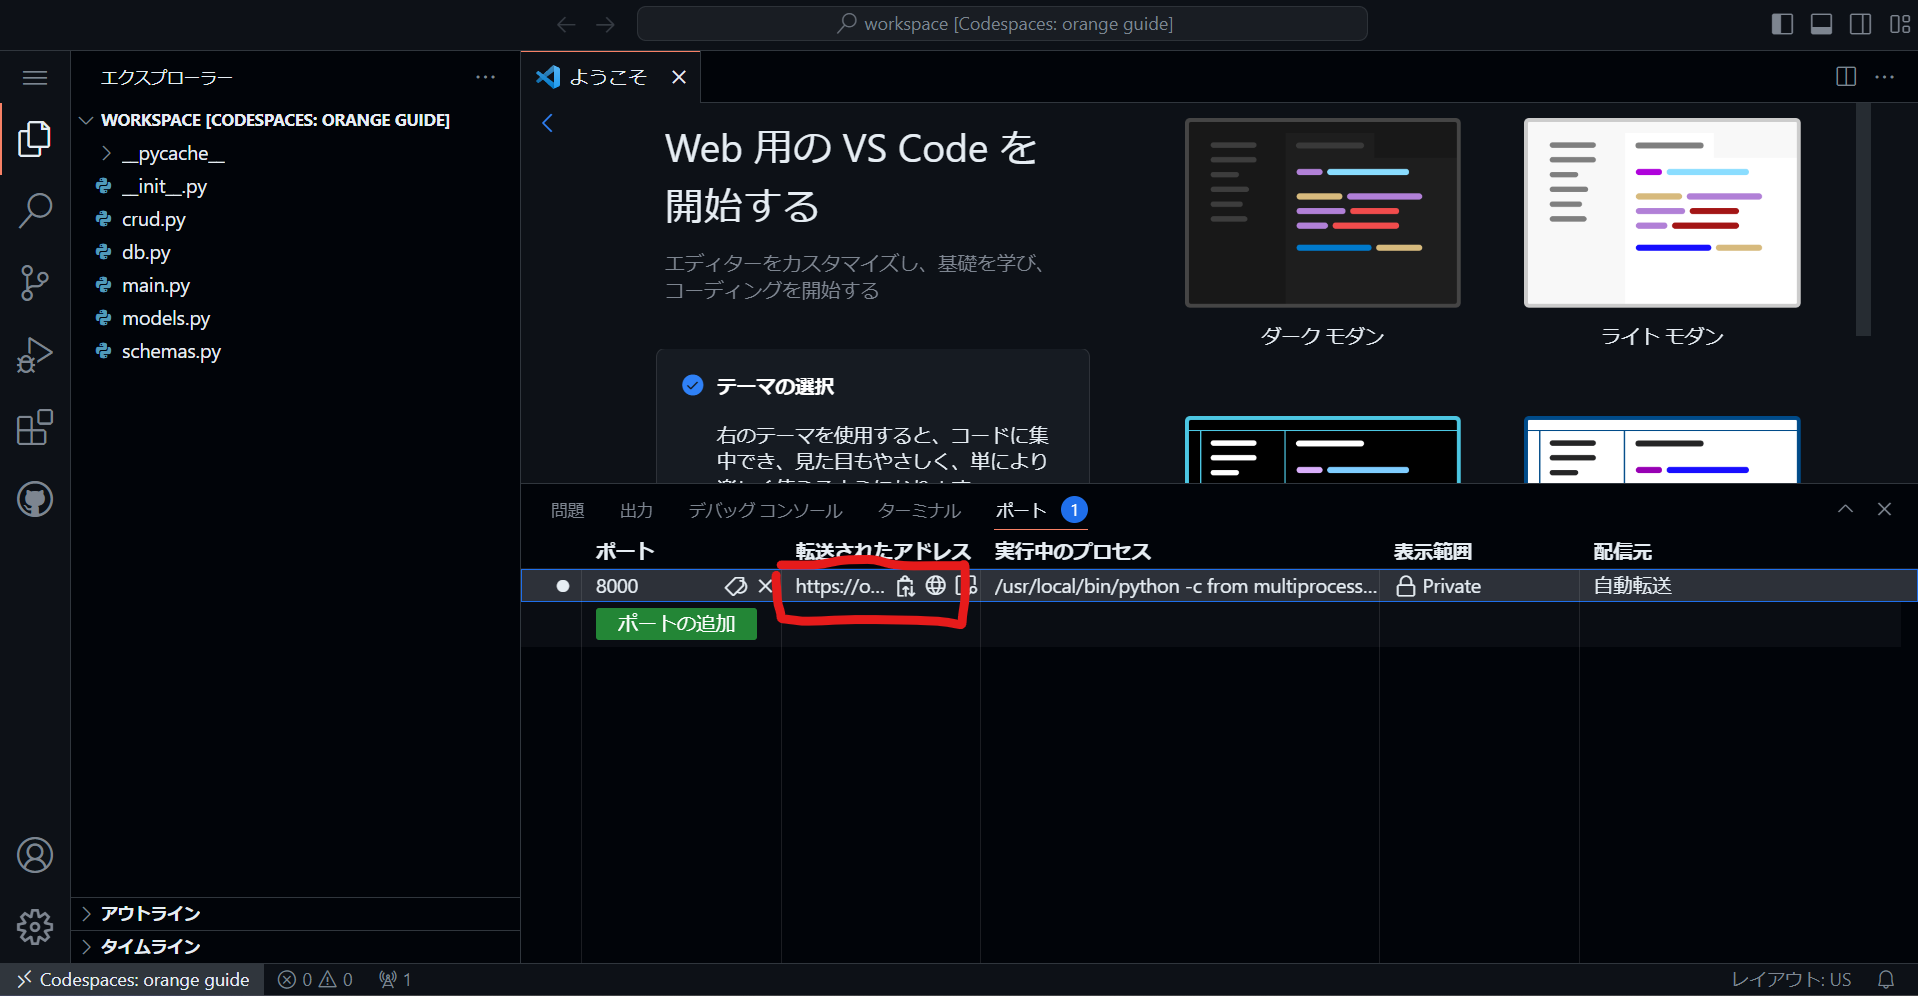 workspace [Codespaces: orange guide]
エクスプローラー
WORKSPACE [CODESPACES: ORANGE GUIDE]
__pycache__
__init__.py
crud.py
db.py
main.py
models.py
schemas.py
アウトライン
タイムライン
ようこそ
Web 用の VS Code を
開始する
エディターをカスタマイズし、基礎を学び、
コーディングを開始する
テーマの選択
右のテーマを使用すると、コードに集
中でき、見た目もやさしく、単により
ダーク モダン
ライト モダン
問題 出力 デバッグ コンソール ターミナル ポート 1
ポート 転送されたアドレス 実行中のプロセス 表示範囲 配信元
8000 https://o... /usr/local/bin/python -c from multiprocess... Private 自動転送
ポートの追加
Codespaces: orange guide 0 0 1 レイアウト: US